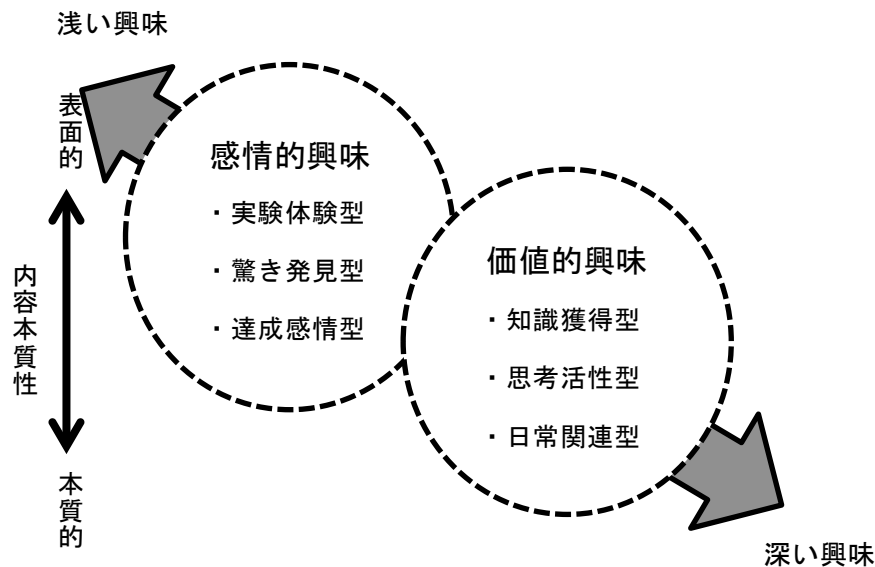 浅い興味
表面的
感情的興味
・実験体験型
・驚き発見型
・達成感情型
価値的興味
・知識獲得型
・思考活性型
・日常関連型
内容本質性
本質的
深い興味